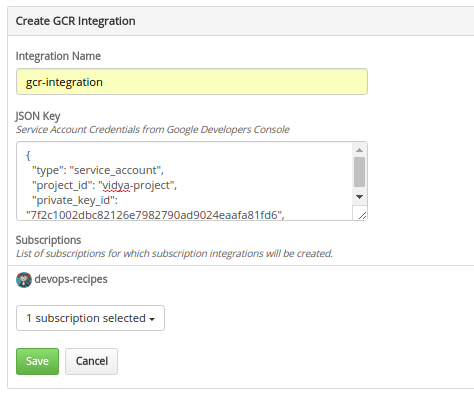 Create GCR Integration
Integration Name
gcr-integration
JSON Key
Service Account Credentials from Google Developers Console
{
"type": "service_account",
"project_id": "vidya-project",
"private_key_id":
"7f2c1002dbc82126e7982790ad9024eaafa81fd6",
Subscriptions
List of subscriptions for which subscription integrations will be created.
devops-recipes
1 subscription selected
Save Cancel